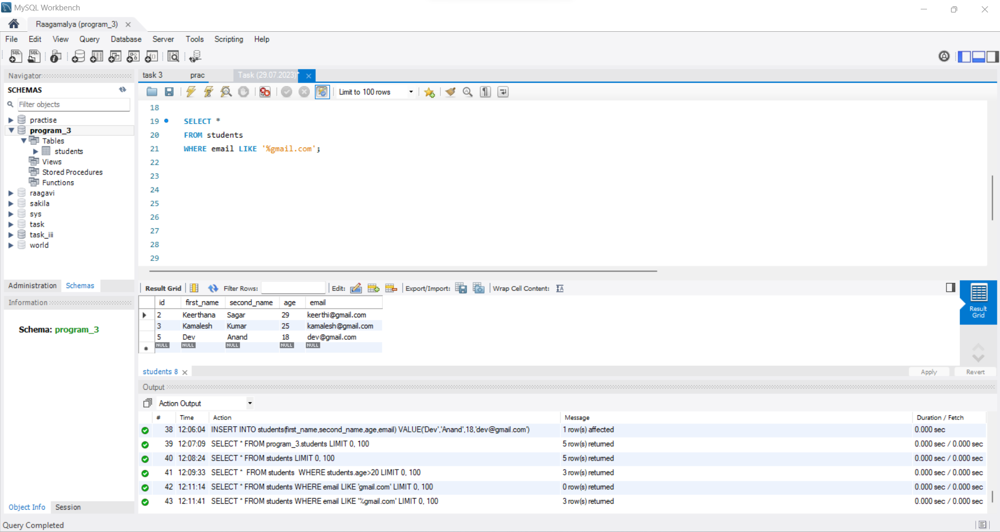 MySQL Workbench
Raagamalya (program_3)
File Edit View Query Database Server Tools Scripting Help
Navigator
SCHEMAS
Filter objects
practise
program_3
Tables
students
Views
Stored Procedures
Functions
raagavi
sakila
sys
task
task_iii
world
Administration Schemas
Information
Schema: program_3
Object Info Session
task 3 prac Task (29.07.2023)*
Limit to 100 rows
18
19 SELECT *
20 FROM students
21 WHERE email LIKE '%gmail.com';
22
23
24
25
26
27
28
29
Result Grid Filter Rows: Edit: Export/Import: Wrap Cell Content:
id first_name second_name age email
2 Keerthana Sagar 29 keerthi@gmail.com
3 Kamalesh Kumar 25 kamalesh@gmail.com
5 Dev Anand 18 dev@gmail.com
NULL NULL NULL NULL NULL
Result
Grid
students 8
Apply Revert
Output
Action Output
# Time Action Message Duration / Fetch
38 12:06:04 INSERT INTO students(first_name,second_name,age,email) VALUE('Dev','Anand',18,'dev@gmail.com') 1 row(s) affected 0.000 sec
39 12:07:09 SELECT * FROM program_3.students LIMIT 0, 100 5 row(s) returned 0.000 sec / 0.000 sec
40 12:08:24 SELECT * FROM students LIMIT 0, 100 5 row(s) returned 0.000 sec / 0.000 sec
41 12:09:33 SELECT * FROM students WHERE students.age>20 LIMIT 0, 100 3 row(s) returned 0.000 sec / 0.000 sec
42 12:11:14 SELECT * FROM students WHERE email LIKE 'gmail.com' LIMIT 0, 100 0 row(s) returned 0.000 sec / 0.000 sec
43 12:11:41 SELECT * FROM students WHERE email LIKE '%gmail.com' LIMIT 0, 100 3 row(s) returned 0.000 sec / 0.000 sec
Query Completed